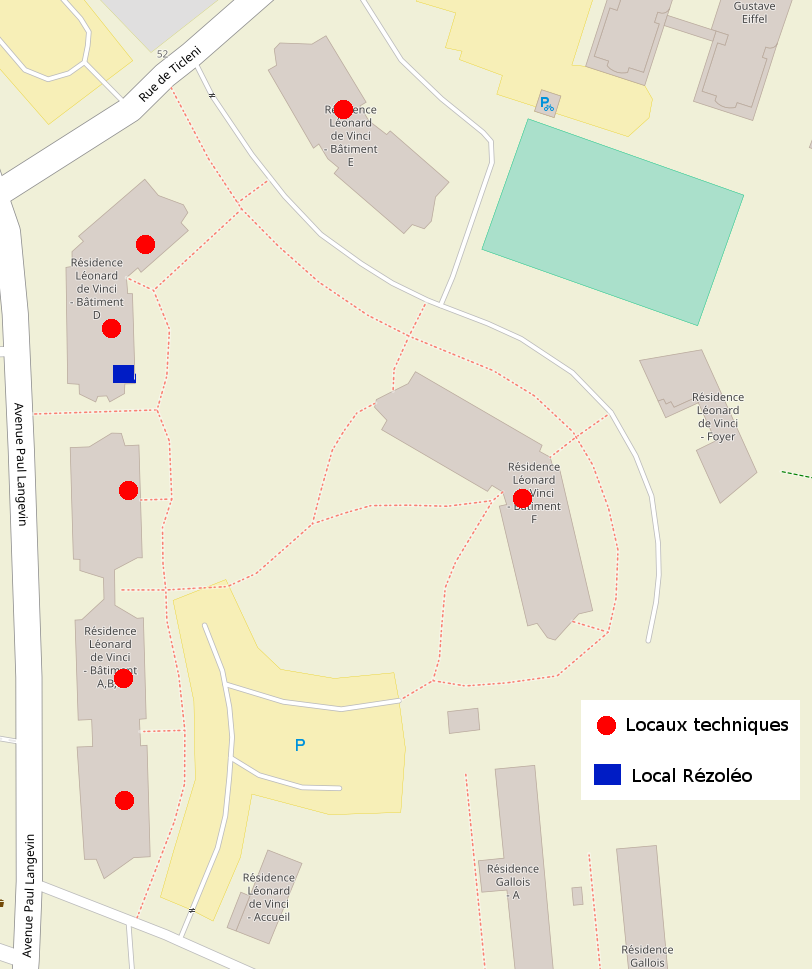 Gustave
Eiffel
52
Rue de Ticleni
P
Résidence
Léonard
de Vinci
- Bâtiment
E
Résidence
Léonard
de Vinci
- Bâtiment
D
Résidence
Léonard
de Vinci
- Foyer
Avenue Paul Langevin
Résidence
Léonard
de Vinci
- Bâtiment
F
Résidence
Léonard
de Vinci
- Bâtiment
A,B,
P
Locaux techniques
Local Rézoléo
Avenue Paul Langevin
Résidence
Léonard
de Vinci
- Accueil
Résidence
Gallois
- A
Résidence
Gallois